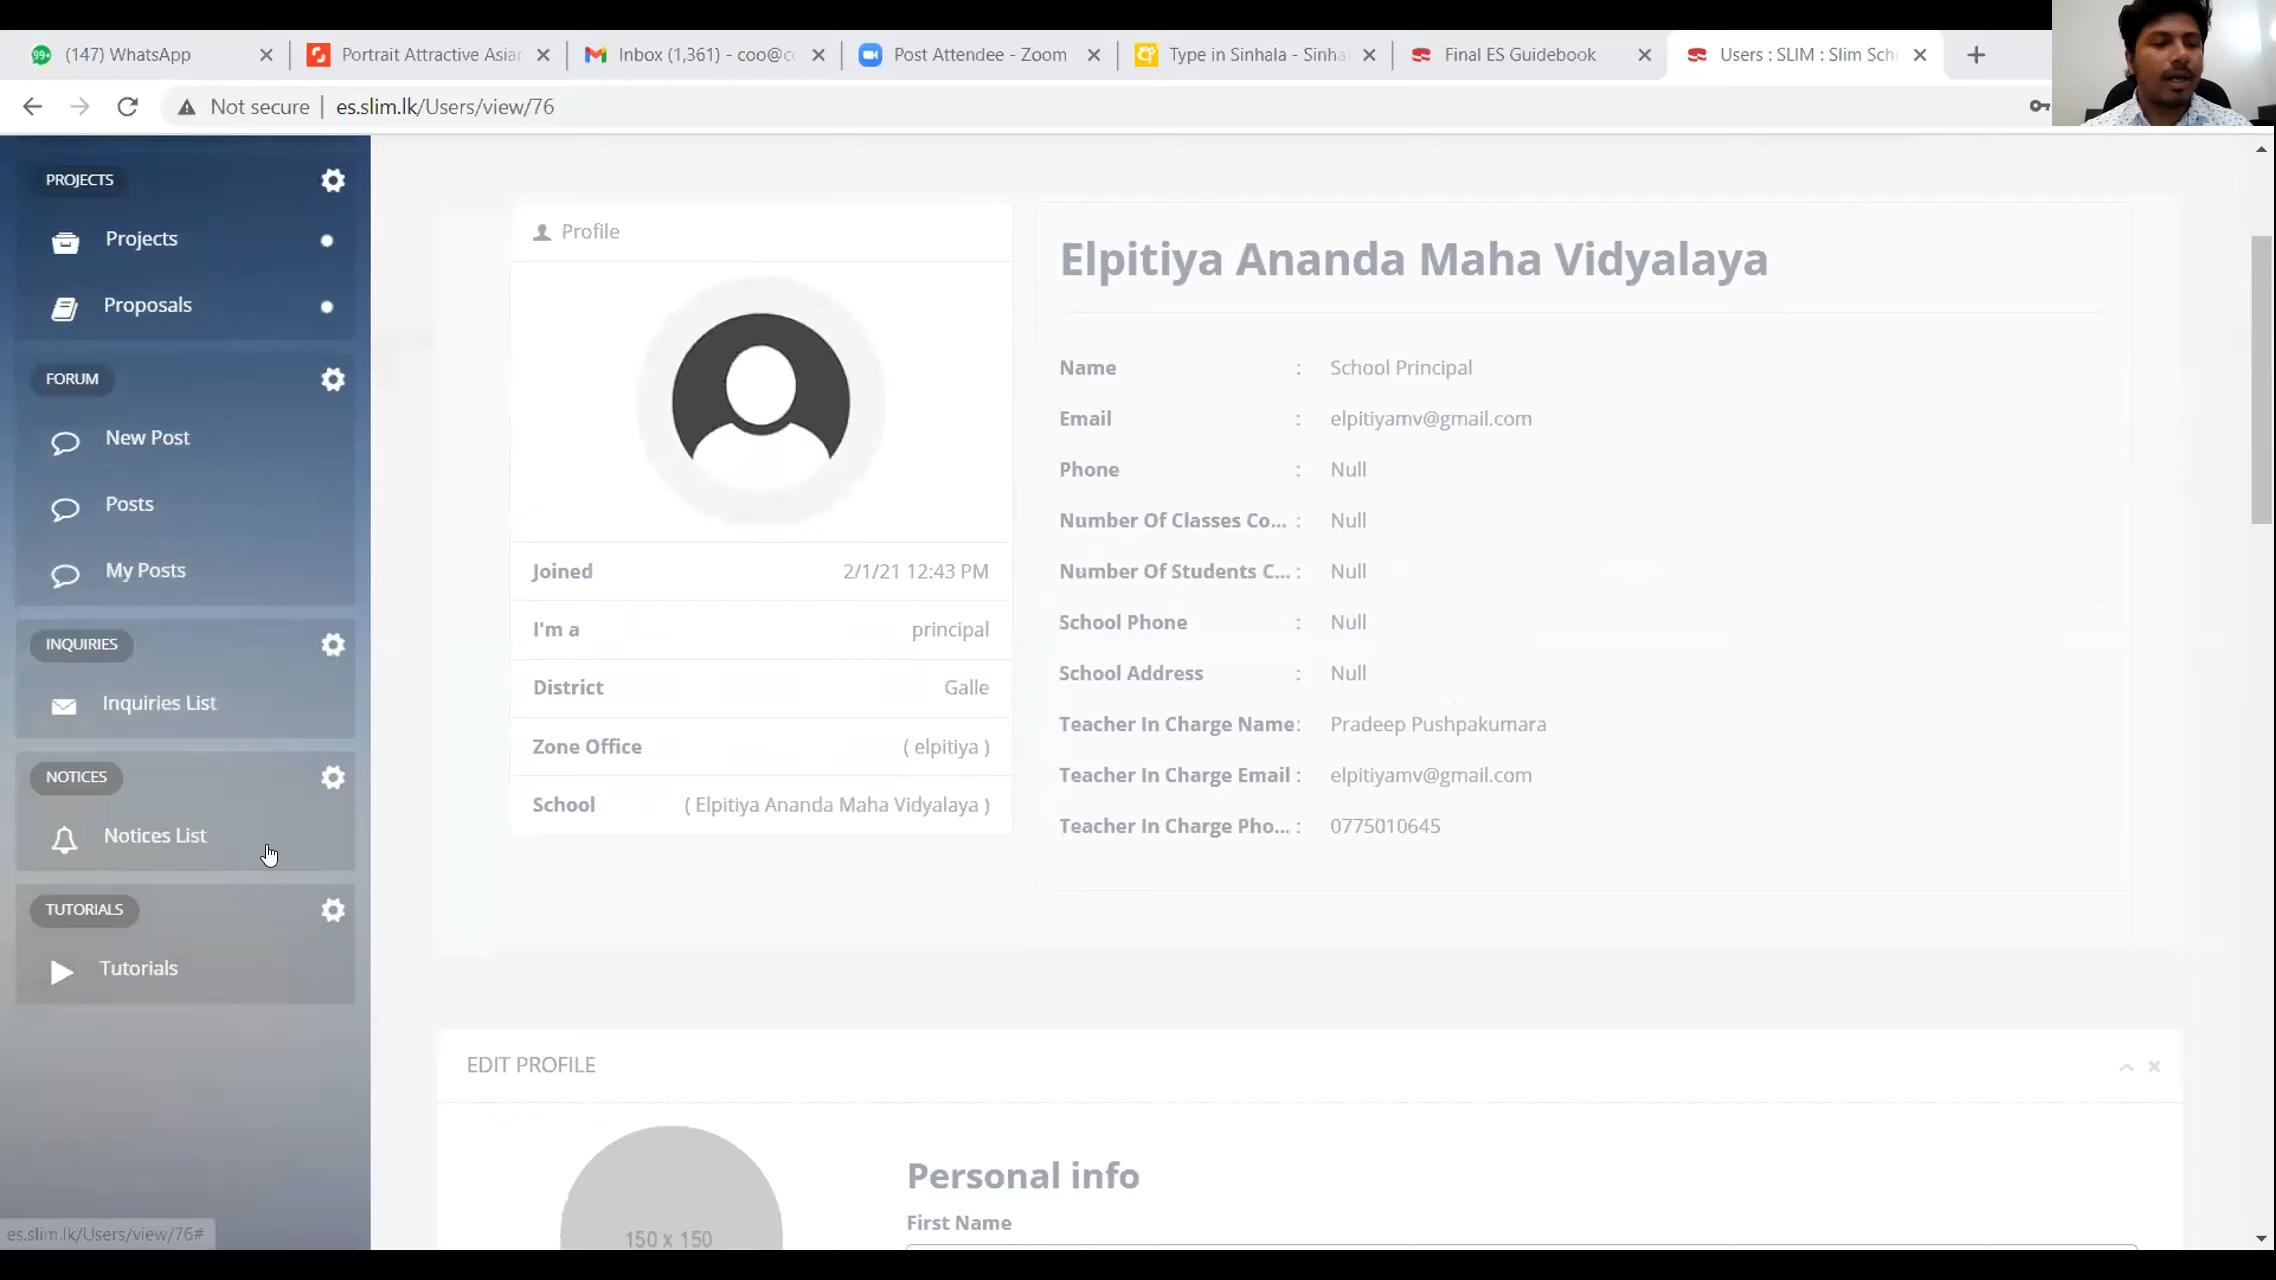 (147) WhatsApp
Portrait Attractive Asian
Inbox (1,361) - coo@c
Post Attendee - Zoom
Type in Sinhala - Sinha
Final ES Guidebook
Users : SLIM : Slim Sch
Not secure
es.slim.lk/Users/view/76
PROJECTS
Projects
Proposals
FORUM
New Post
Posts
My Posts
INQUIRIES
Inquiries List
NOTICES
Notices List
TUTORIALS
Tutorials
es.slim.lk/Users/view/76#
Profile
Joined 2/1/21 12:43 PM
I'm a principal
District Galle
Zone Office ( elpitiya )
School ( Elpitiya Ananda Maha Vidyalaya )
Elpitiya Ananda Maha Vidyalaya
Name : School Principal
Email : elpitiyamv@gmail.com
Phone : Null
Number Of Classes Co... : Null
Number Of Students C... : Null
School Phone : Null
School Address : Null
Teacher In Charge Name : Pradeep Pushpakumara
Teacher In Charge Email : elpitiyamv@gmail.com
Teacher In Charge Pho... : 0775010645
EDIT PROFILE
150 x 150
Personal info
First Name